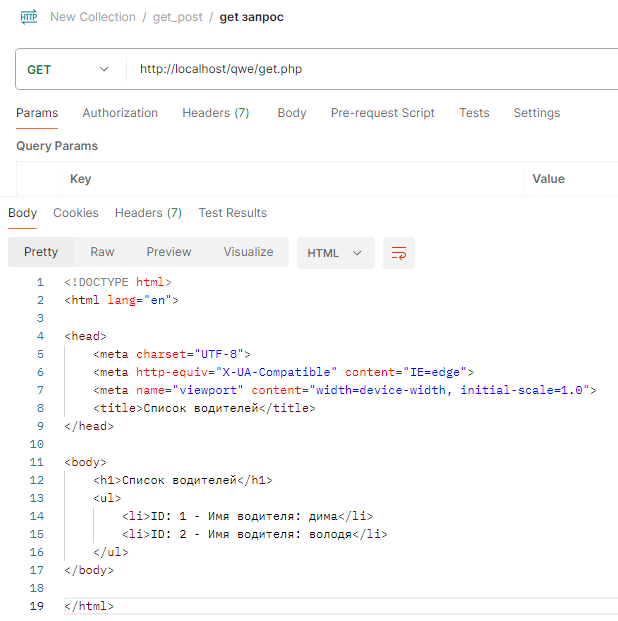 HTTP New Collection / get_post / get запрос
GET http://localhost/qwe/get.php
Params Authorization Headers (7) Body Pre-request Script Tests Settings
Query Params
Key Value
Body Cookies Headers (7) Test Results
Pretty Raw Preview Visualize HTML
1 <!DOCTYPE html>
2 <html lang="en">
3
4 <head>
5 <meta charset="UTF-8">
6 <meta http-equiv="X-UA-Compatible" content="IE=edge">
7 <meta name="viewport" content="width=device-width, initial-scale=1.0">
8 <title>Список водителей</title>
9 </head>
10
11 <body>
12 <h1>Список водителей</h1>
13 <ul>
14 <li>ID: 1 - Имя водителя: дима</li>
15 <li>ID: 2 - Имя водителя: володя</li>
16 </ul>
17 </body>
18
19 </html>